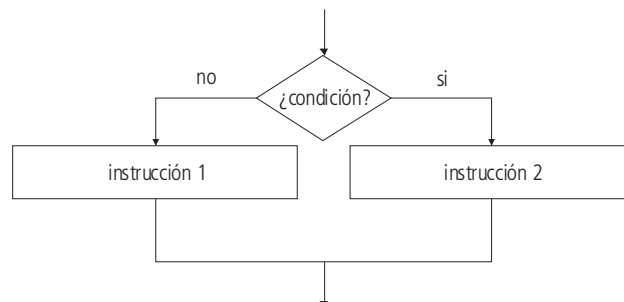 no
si
¿condición?
instrucción 1
instrucción 2